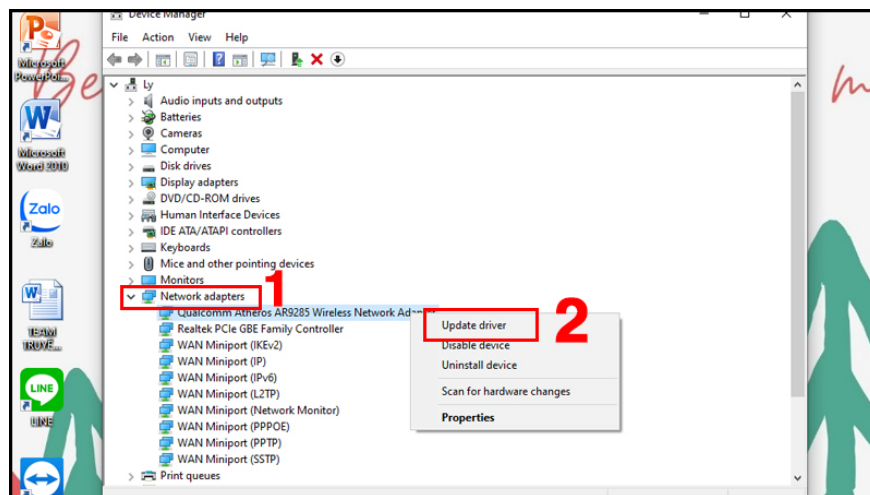 Device Manager
File Action View Help
Ly
Audio inputs and outputs
Batteries
Cameras
Computer
Disk drives
Display adapters
DVD/CD-ROM drives
Human Interface Devices
IDE ATA/ATAPI controllers
Keyboards
Mice and other pointing devices
Monitors
1
Network adapters
Qualcomm Atheros AR9285 Wireless Network
Realtek PCIe GBE Family Controller
WAN Miniport (IKEv2)
WAN Miniport (IP)
WAN Miniport (IPv6)
WAN Miniport (L2TP)
WAN Miniport (Network Monitor)
WAN Miniport (PPPOE)
WAN Miniport (PPTP)
WAN Miniport (SSTP)
Print queues
Update driver
2
Disable device
Uninstall device
Scan for hardware changes
Properties
Microsoft
PowerPoi...
Microsoft
Word 2010
Zalo
Zalo
TEAM
TRUYỀ...
LINE
LINE
Be
m